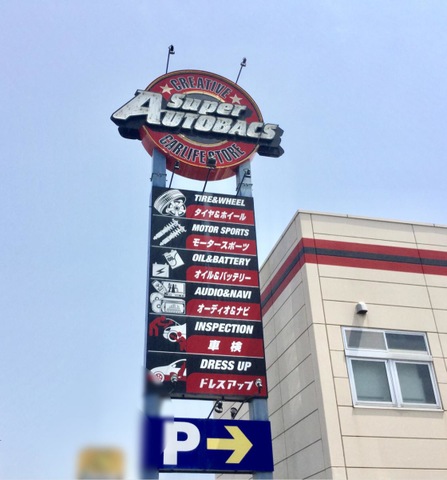 CREATIVE
Super
AUTOBACS
CARLIFE STORE
TIRE&WHEEL
タイヤ&ホイール
MOTOR SPORTS
モータースポーツ
OIL&BATTERY
オイル&バッテリー
AUDIO&NAVI
オーディオ&ナビ
INSPECTION
車検
DRESS UP
ドレスアップ
P